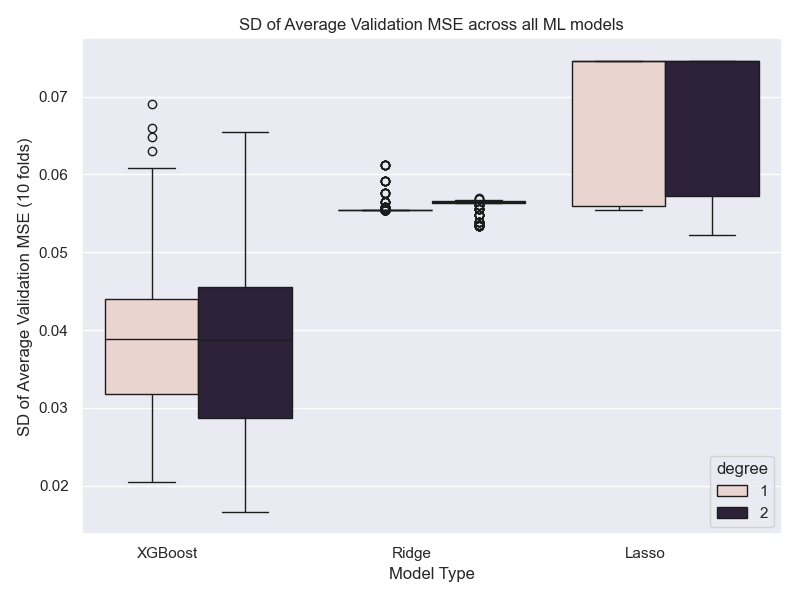 SD of Average Validation MSE across all ML models
SD of Average Validation MSE (10 folds)
0.07
0.06
0.05
0.04
0.03
0.02
degree
1
2
XGBoost
Ridge
Lasso
Model Type